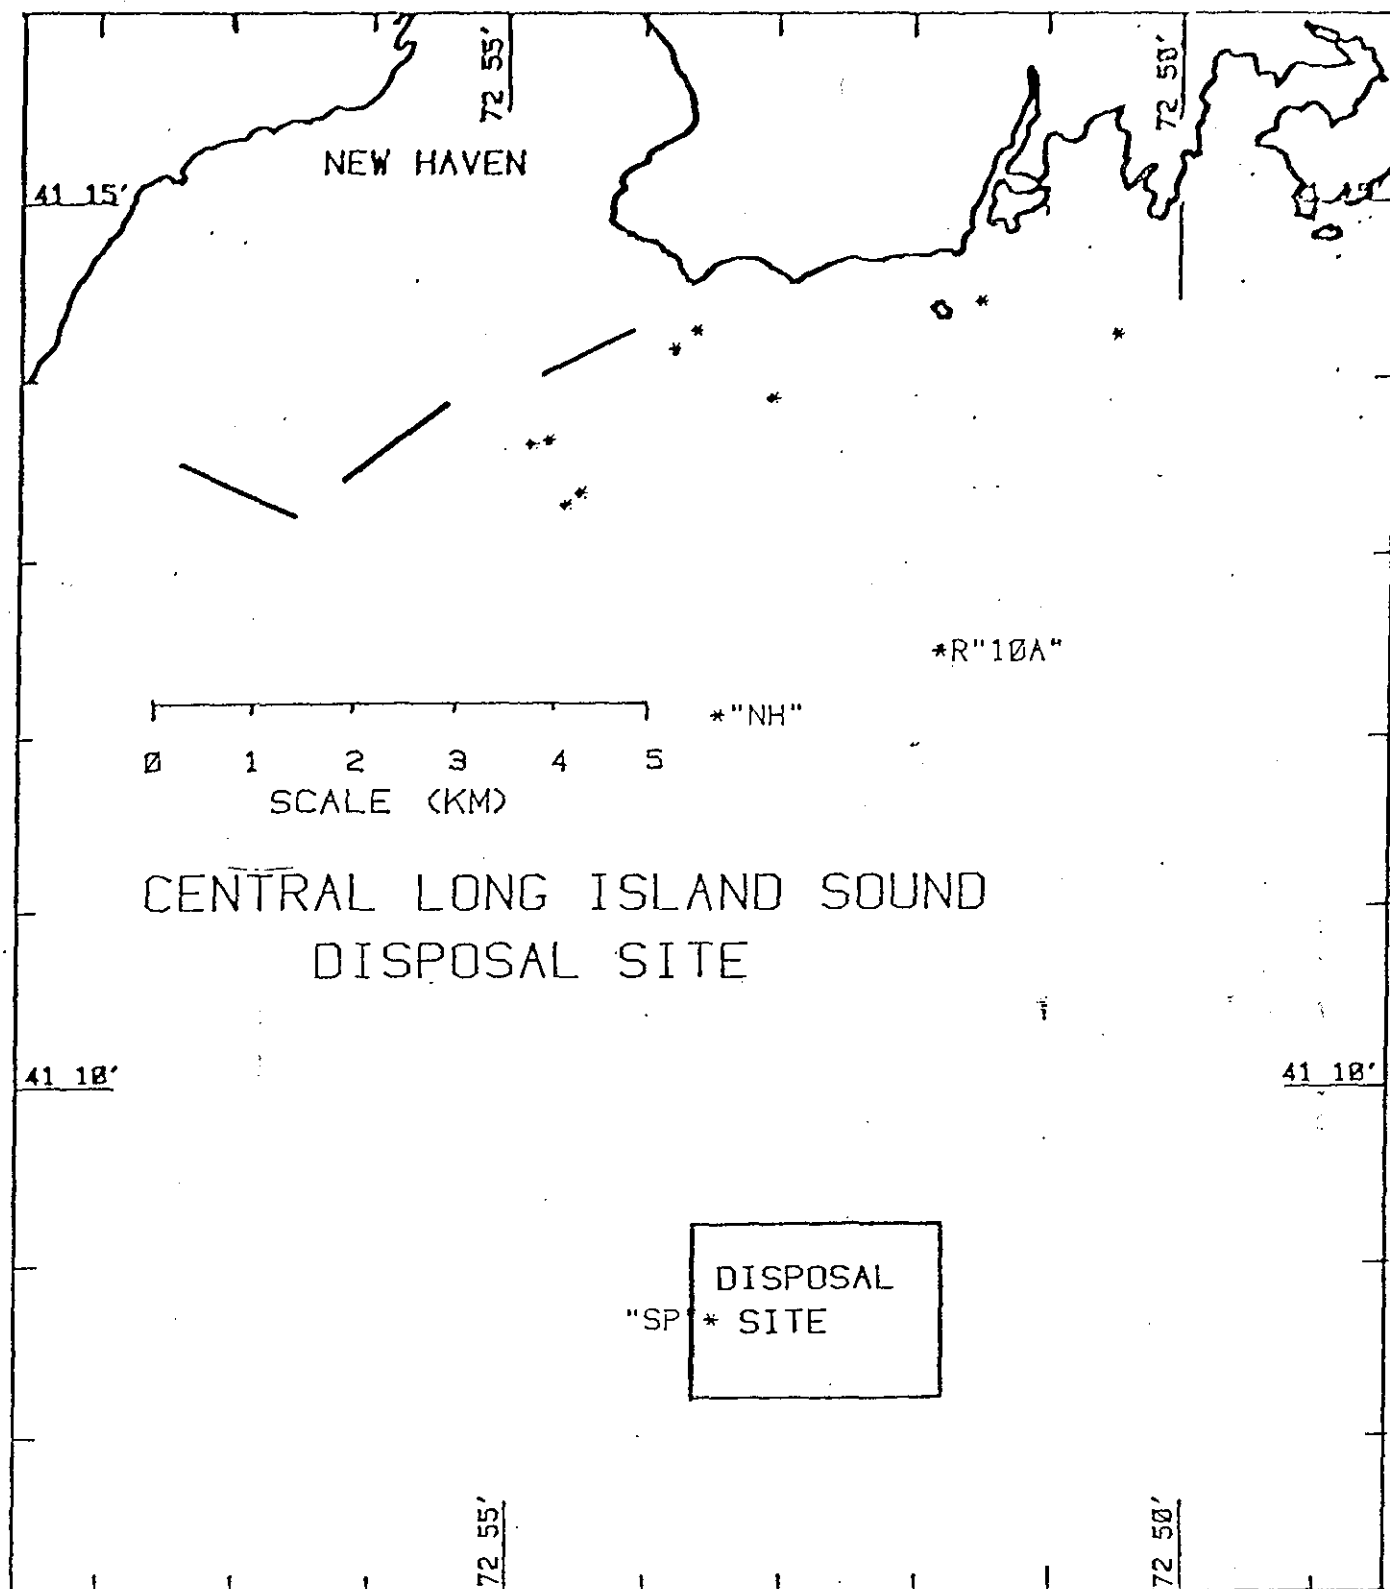 72 55'
72 50'
NEW HAVEN
41 15'
*R"10A"
*"NH"
0 1 2 3 4 5
SCALE (KM)
CENTRAL LONG ISLAND SOUND
DISPOSAL SITE
41 10'
41 10'
DISPOSAL
"SP"* SITE
72 55'
72 50'